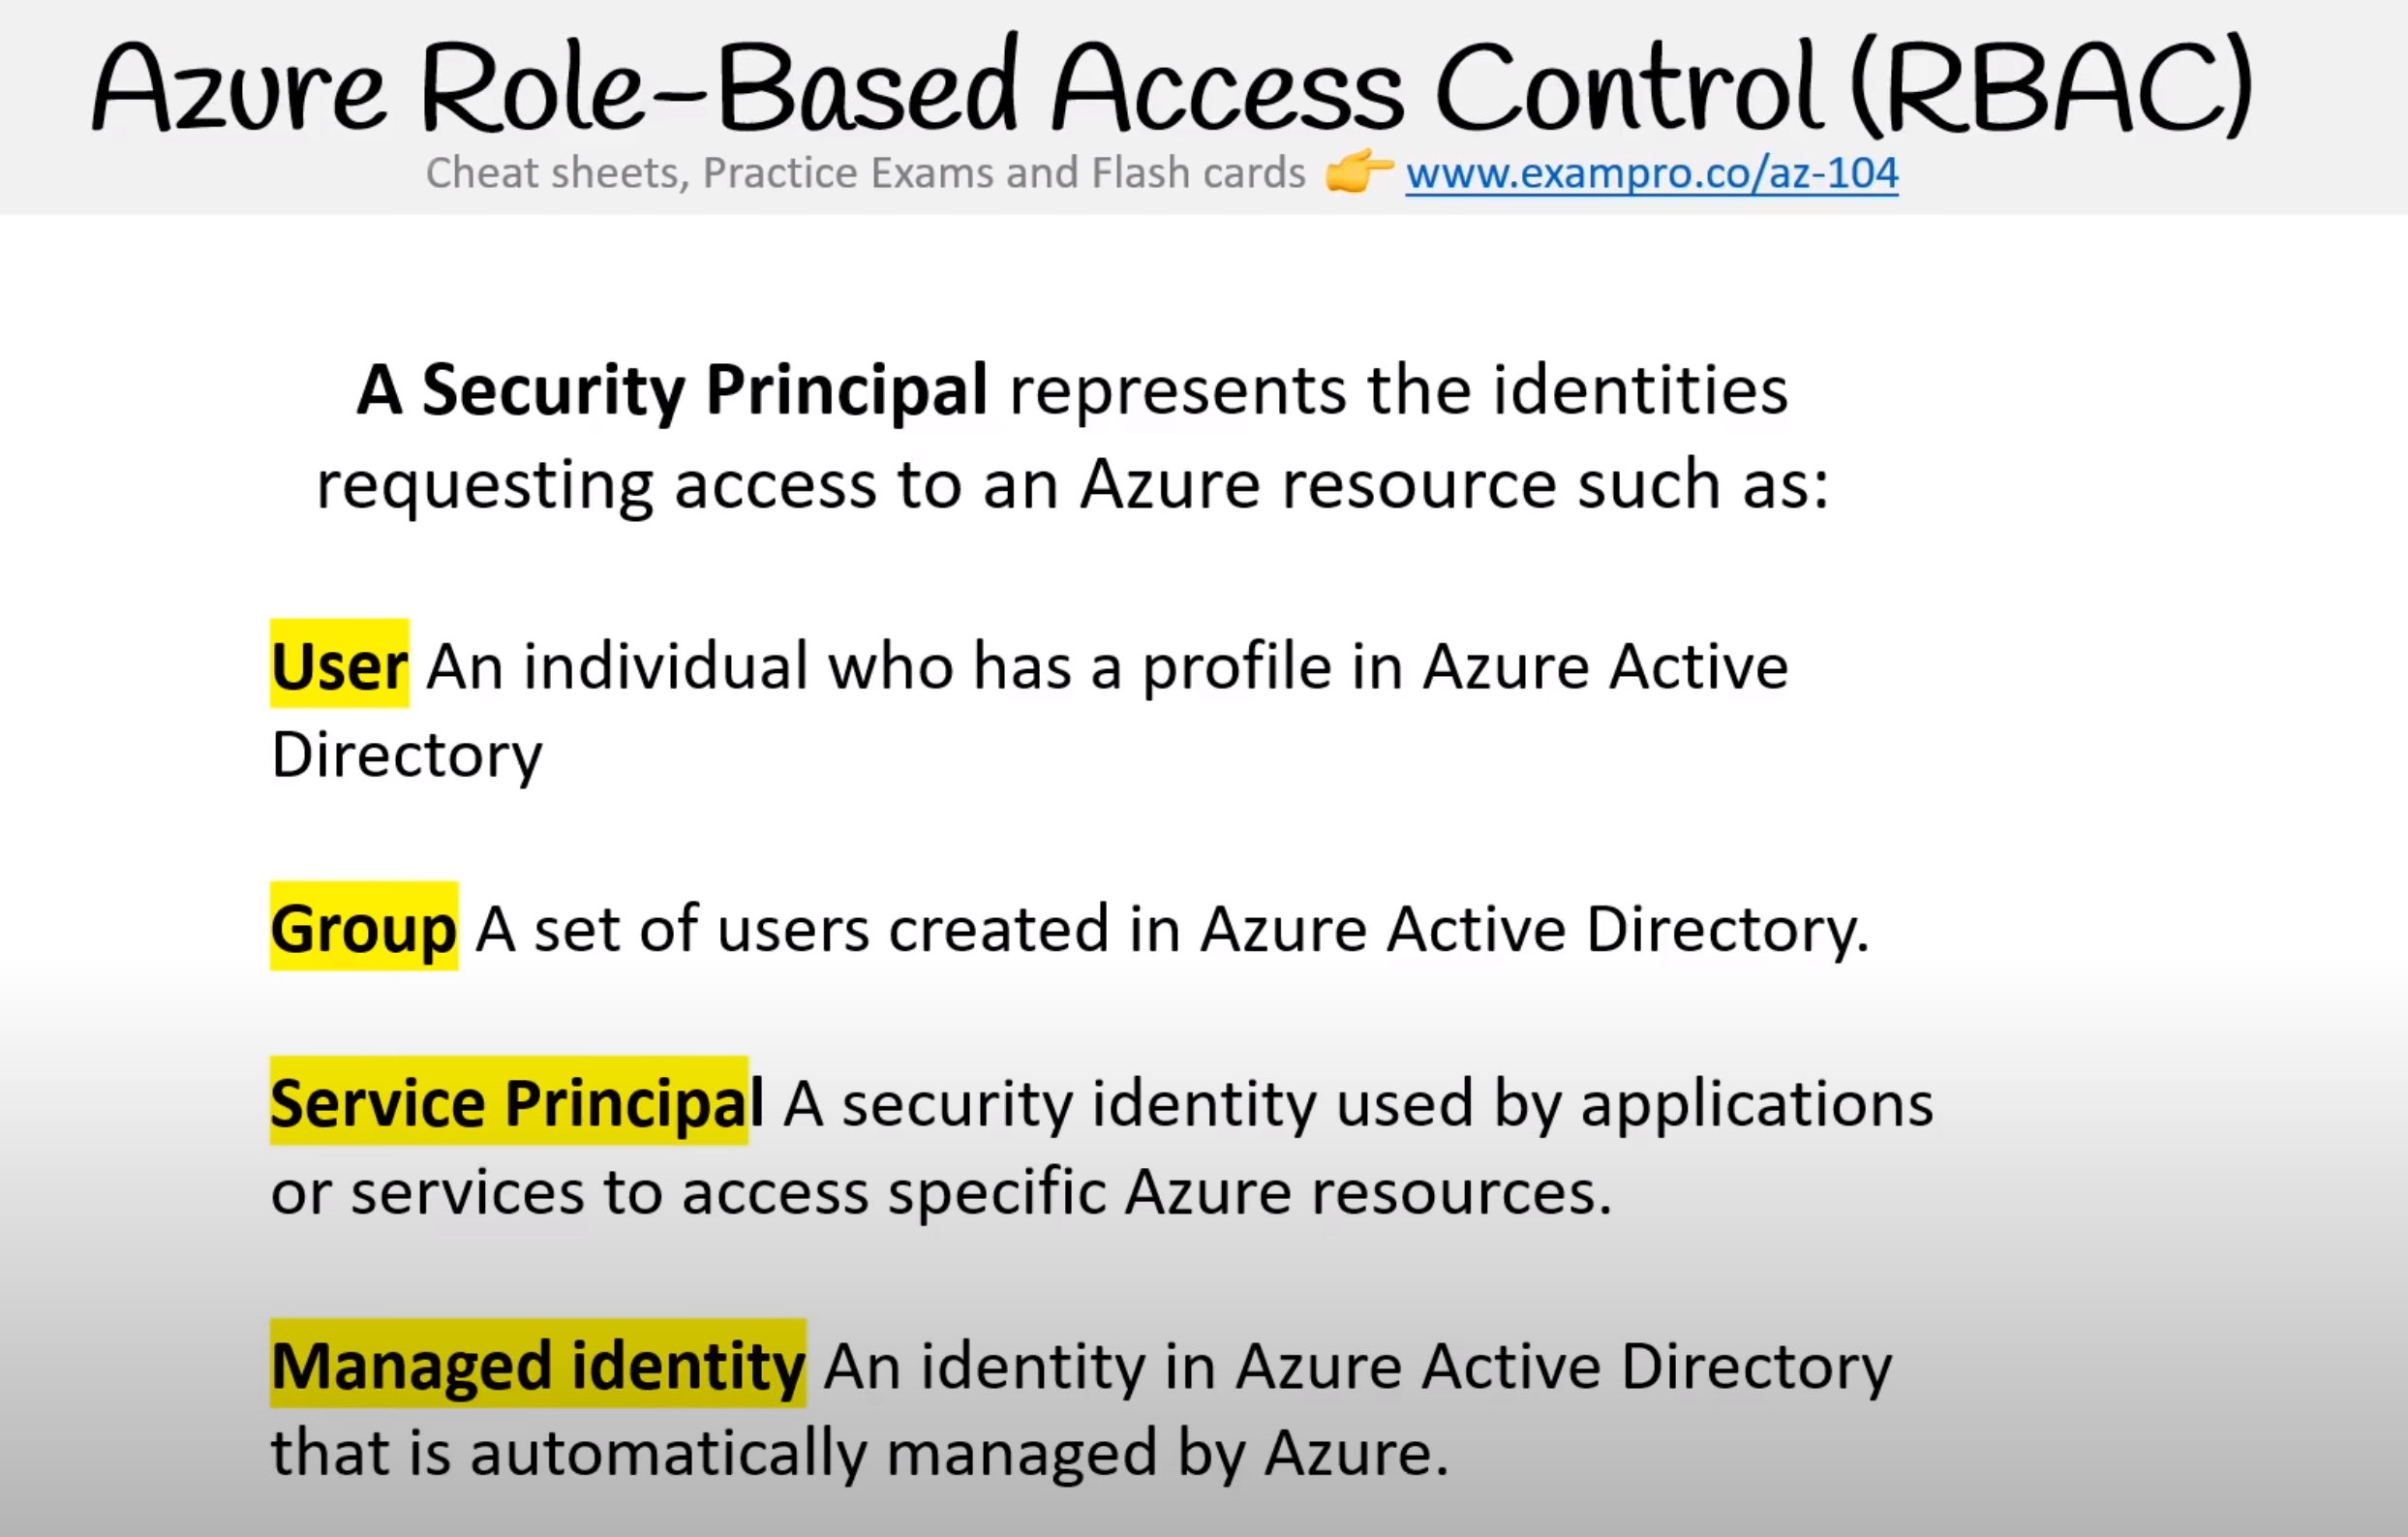 Azure Role-Based Access Control (RBAC)
Cheat sheets, Practice Exams and Flash cards 👉 www.exampro.co/az-104
A Security Principal represents the identities
requesting access to an Azure resource such as:
User An individual who has a profile in Azure Active
Directory
Group A set of users created in Azure Active Directory.
Service Principal A security identity used by applications
or services to access specific Azure resources.
Managed identity An identity in Azure Active Directory
that is automatically managed by Azure.